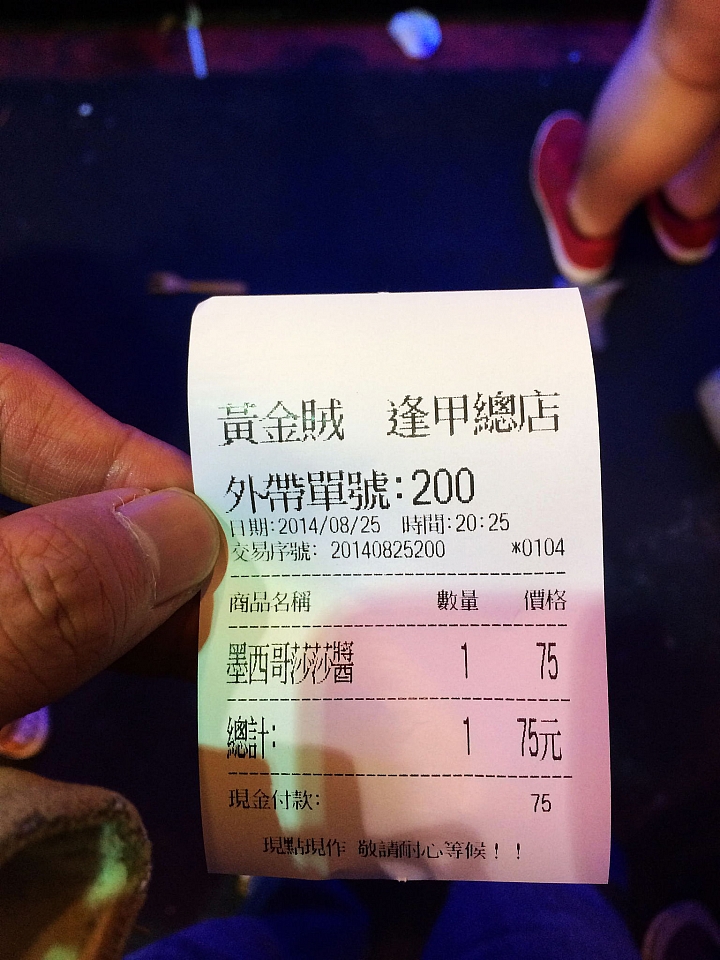 黃金賊 逢甲總店
外帶單號:200
日期:2014/08/25 時間:20:25
交易序號: 20140825200 *0104
商品名稱 數量 價格
墨西哥莎莎醬 1 75
總計: 1 75元
現金付款: 75
現點現作 敬請耐心等候！！